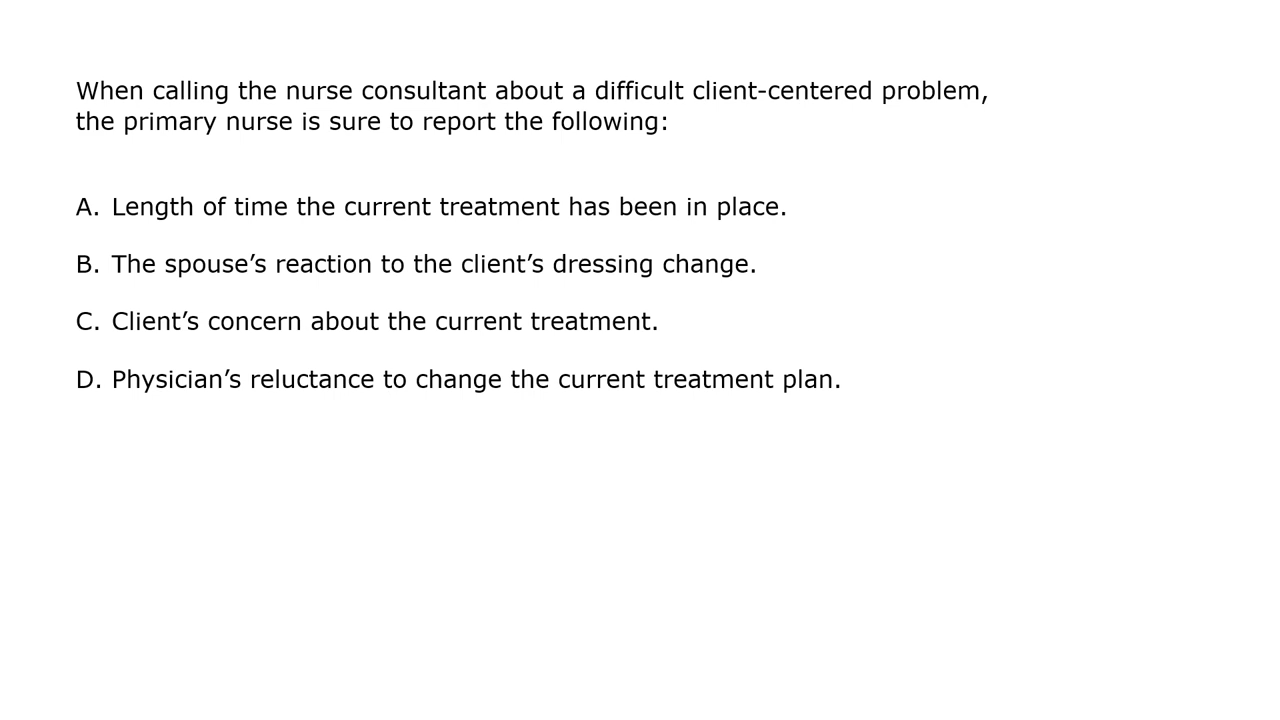 When calling the nurse consultant about a difficult client-centered problem,
the primary nurse is sure to report the following:
A. Length of time the current treatment has been in place.
B. The spouse’s reaction to the client’s dressing change.
C. Client’s concern about the current treatment.
D. Physician’s reluctance to change the current treatment plan.